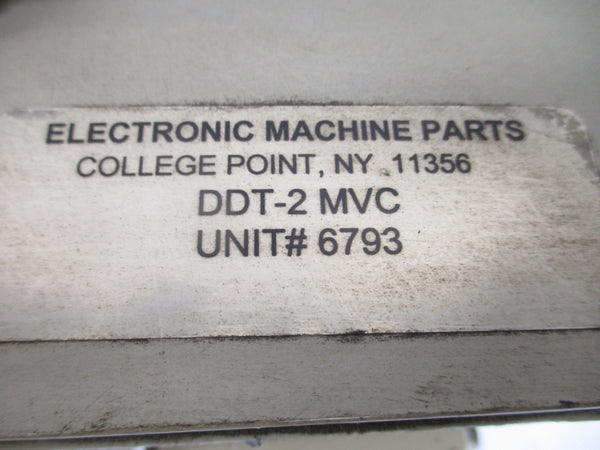 ELECTRONIC MACHINE PARTS
COLLEGE POINT, NY 11356
DDT-2 MVC
UNIT# 6793